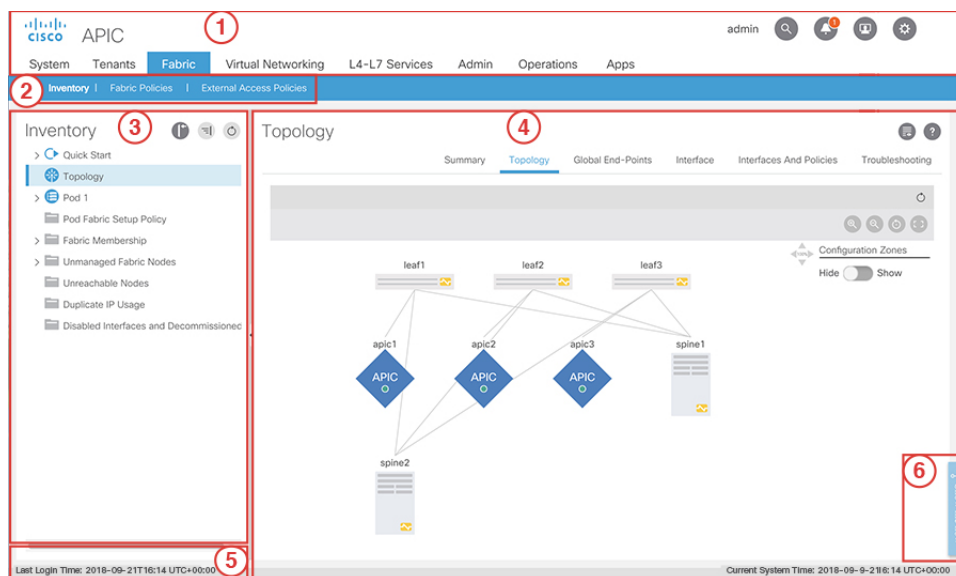 1
cisco APIC
admin
1
System Tenants Fabric Virtual Networking L4-L7 Services Admin Operations Apps
2
Inventory | Fabric Policies | External Access Policies
Inventory
3
Quick Start
Topology
Pod 1
Pod Fabric Setup Policy
Fabric Membership
Unmanaged Fabric Nodes
Unreachable Nodes
Duplicate IP Usage
Disabled Interfaces and Decommissioned
Topology
4
?
Summary Topology Global End-Points Interface Interfaces And Policies Troubleshooting
Configuration Zones
Hide Show
leaf1 leaf2 leaf3
apic1 apic2 apic3 spine1
APIC APIC APIC
spine2
6
5
Last Login Time: 2018-09-21T16:14 UTC+00:00
Current System Time: 2018-09-9-21I6:14 UTC+00:00